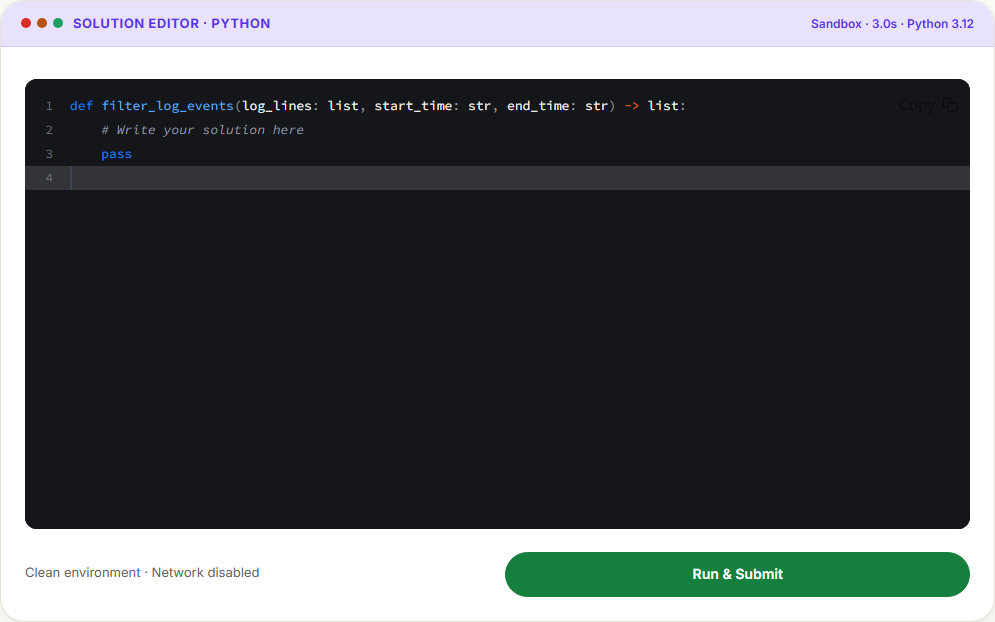 SOLUTION EDITOR · PYTHON
Sandbox · 3.0s · Python 3.12
1 def filter_log_events(log_lines: list, start_time: str, end_time: str) -> list:
Copy
2     # Write your solution here
3     pass
4
Clean environment · Network disabled
Run & Submit